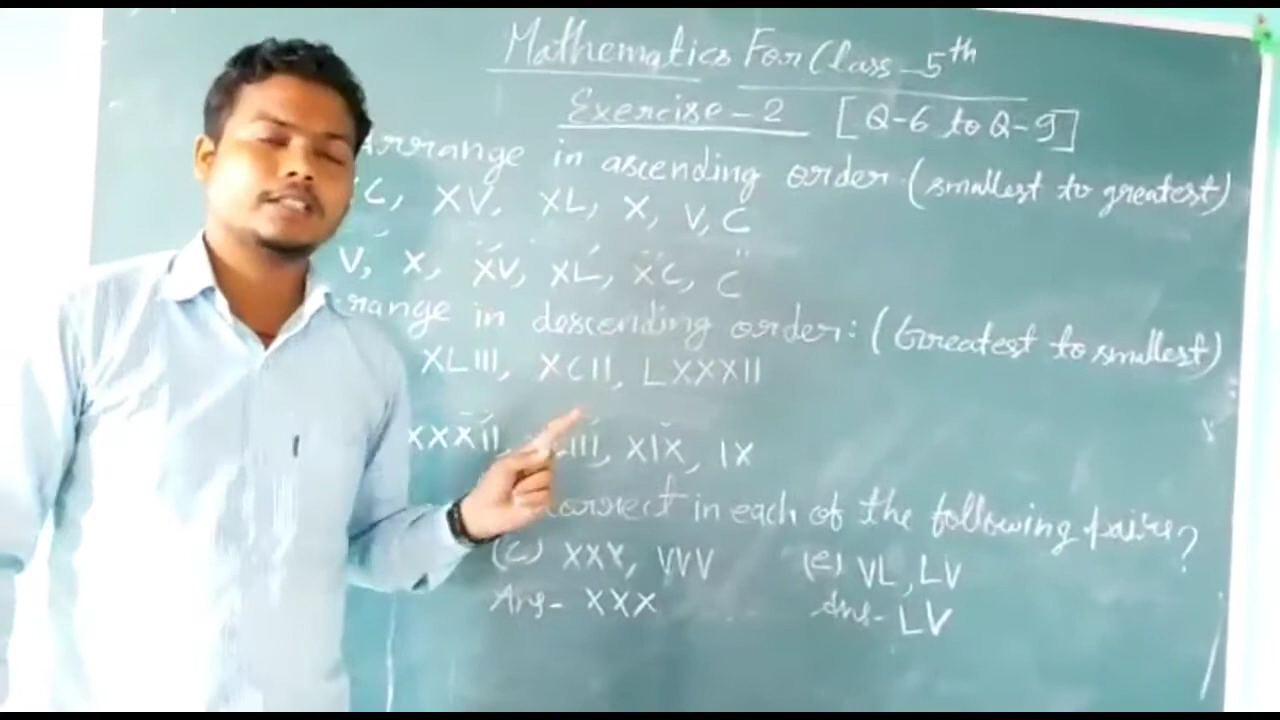 Mathematics For Class - 5th
Exercise - 2 [Q-6 to Q-9]
Arrange in ascending order (smallest to greatest)
C, XV, XL, X, V, C
V, X, XV, XL, XC, C
range in descending order: (Greatest to smallest)
XLIII, XCII, LXXXII
XXXII, III, XIX, IX
correct in each of the following pairs?
(c) XXX, VVV (e) VL, LV
Ans- XXX Ans- LV